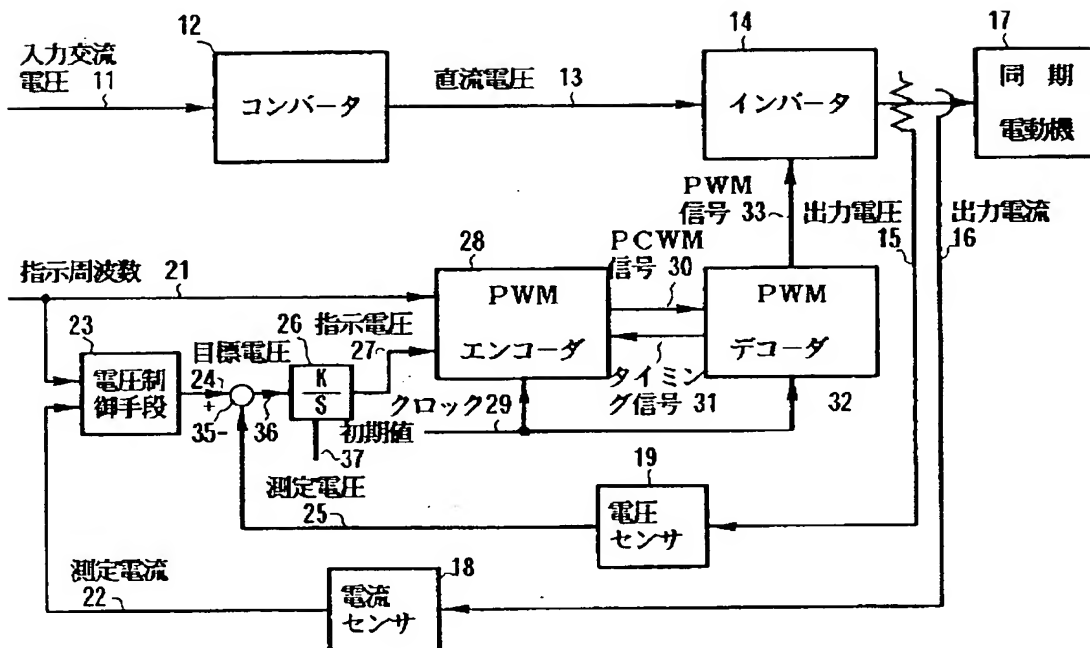 12
14
17
入力交流
電圧 11
コンバータ
直流電圧 13
インバータ
同 期
電動機
PWM
信号 33
出力電圧
15
出力電流
16
指示周波数 21
28
PWM
エンコーダ
PCWM
信号 30
PWM
デコーダ
32
23
電圧制
御手段
目標電圧
24
+
35
-
36
26
K
S
指示電圧
27
クロック 29
タイミン
グ信号 31
初期値
37
測定電圧
25
19
電圧
センサ
測定電流
22
18
電流
センサ